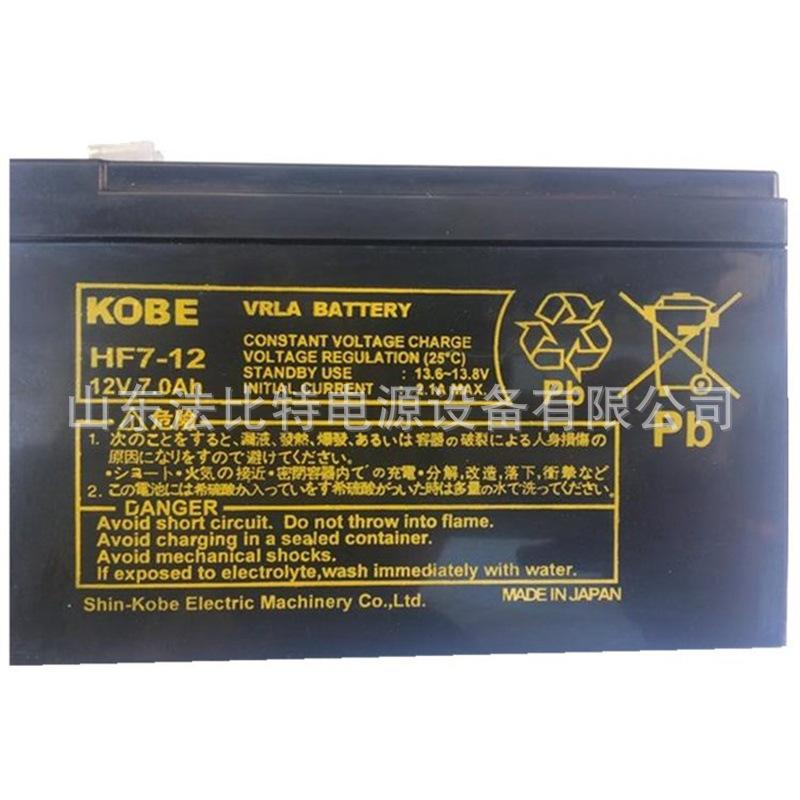 KOBE
HF7-12
12V/7.0Ah
VRLA BATTERY
CONSTANT VOLTAGE CHARGE
VOLTAGE REGULATION (25°C)
STANDBY USE : 13.6~13.8V
INITIAL CURRENT : 2.1A MAX.
Pb
Pb
山东法比特电源设备有限公司
⚠危険
1. 次のことをすると、漏液、發熱、爆發、あるいは容器の破裂による人身損傷の
原因になりますので避けてください。
・ショート・火気の接近・密閉容器内ての充電・分解、改造、落下、衝撃など
2. この電池には希硫酸か入っていをす希硫酸がっいた時は多量の水で洗ってください。
DANGER
Avoid short circuit. Do not throw into flame.
Avoid charging in a sealed container.
Avoid mechanical shocks.
If exposed to electrolyte,wash immediately with water.
Shin-Kobe Electric Machinery Co.,Ltd.
MADE IN JAPAN